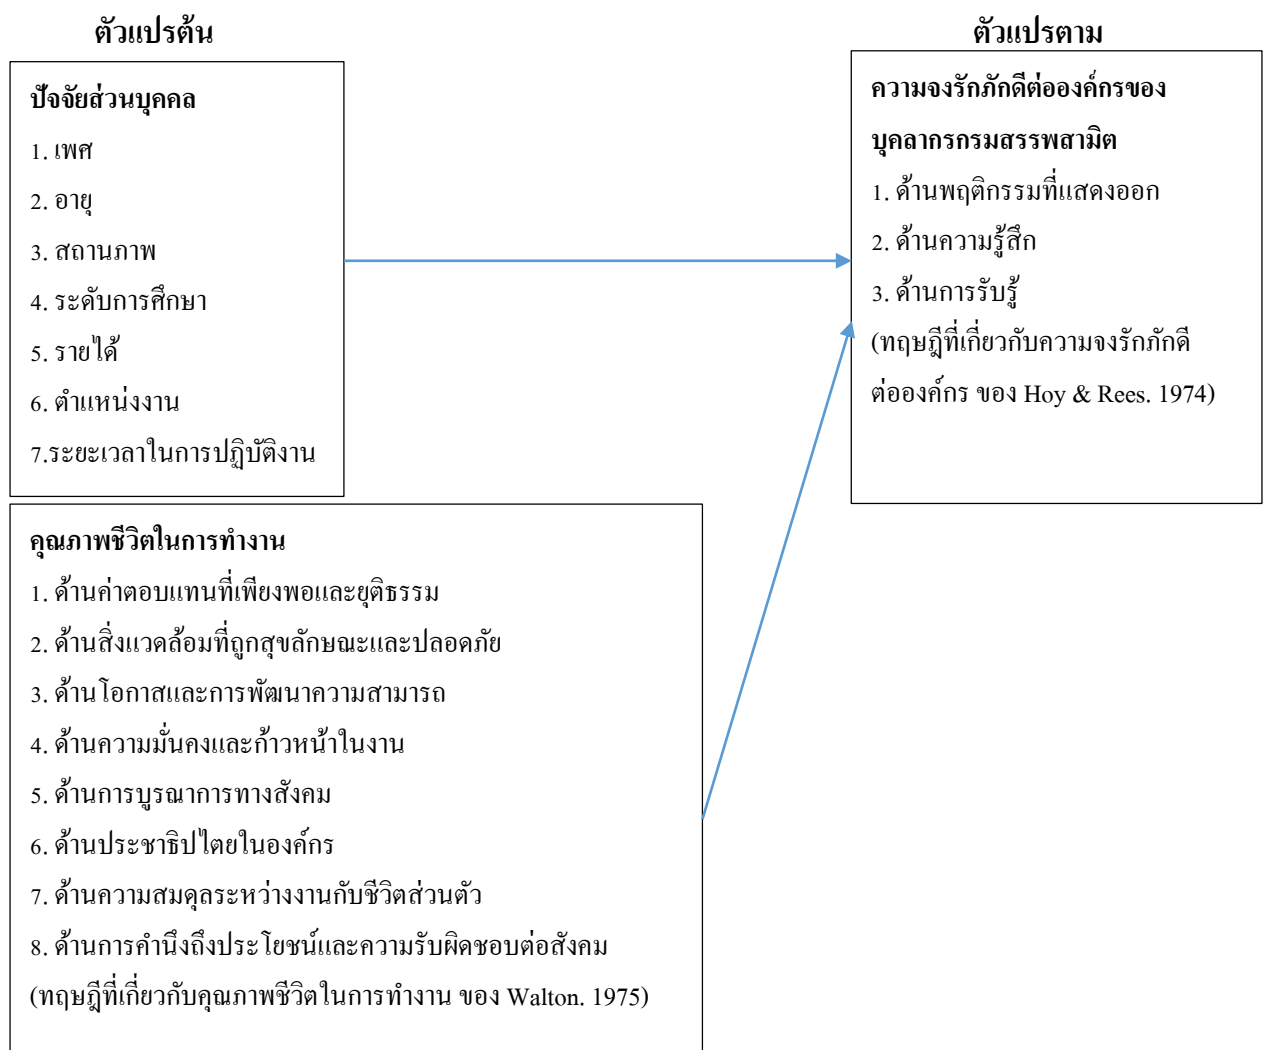 ตัวแปรต้น
ตัวแปรตาม
ปัจจัยส่วนบุคคล
1. เพศ
2. อายุ
3. สถานภาพ
4. ระดับการศึกษา
5. รายได้
6. ตำแหน่งงาน
7.ระยะเวลาในการปฏิบัติงาน
ความจงรักภักดีต่อองค์กรของ
บุคลากรกรมสรรพสามิต
1. ด้านพฤติกรรมที่แสดงออก
2. ด้านความรู้สึก
3. ด้านการรับรู้
(ทฤษฎีที่เกี่ยวกับความจงรักภักดี
ต่อองค์กร ของ Hoy & Rees. 1974)
คุณภาพชีวิตในการทำงาน
1. ด้านค่าตอบแทนที่เพียงพอและยุติธรรม
2. ด้านสิ่งแวดล้อมที่ถูกสุขลักษณะและปลอดภัย
3. ด้านโอกาสและการพัฒนาความสามารถ
4. ด้านความมั่นคงและก้าวหน้าในงาน
5. ด้านการบูรณาการทางสังคม
6. ด้านประชาธิปไตยในองค์กร
7. ด้านความสมดุลระหว่างงานกับชีวิตส่วนตัว
8. ด้านการคำนึงถึงประโยชน์และความรับผิดชอบต่อสังคม
(ทฤษฎีที่เกี่ยวกับคุณภาพชีวิตในการทำงาน ของ Walton. 1975)